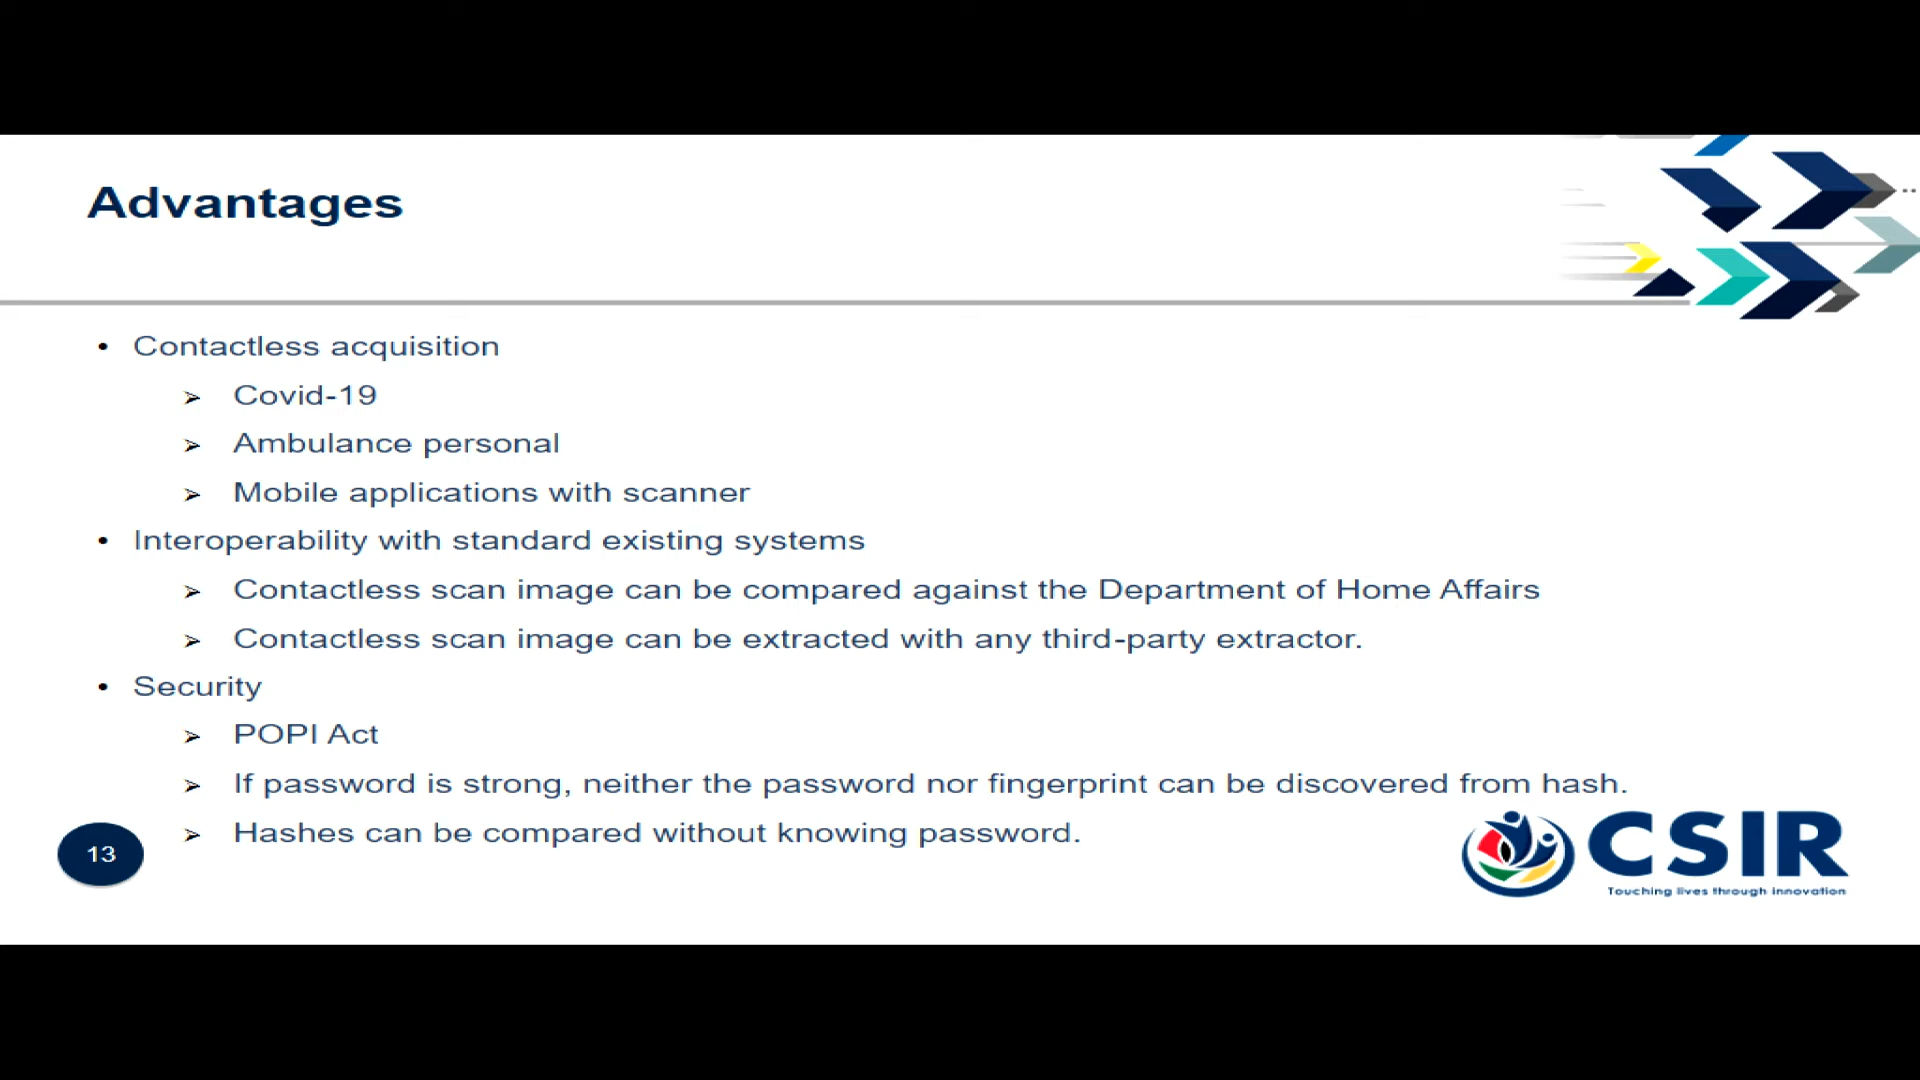 Advantages
• Contactless acquisition
➢ Covid-19
➢ Ambulance personal
➢ Mobile applications with scanner
• Interoperability with standard existing systems
➢ Contactless scan image can be compared against the Department of Home Affairs
➢ Contactless scan image can be extracted with any third-party extractor.
• Security
➢ POPI Act
➢ If password is strong, neither the password nor fingerprint can be discovered from hash.
➢ Hashes can be compared without knowing password.
13
CSIR
Touching lives through innovation